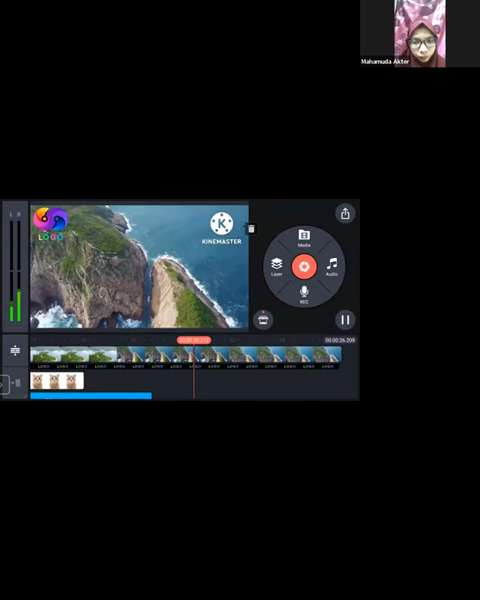 Mahamuda Akter
L R
LOGO
KINEMASTER
Media
Layer
Audio
REC
00:00:26.209